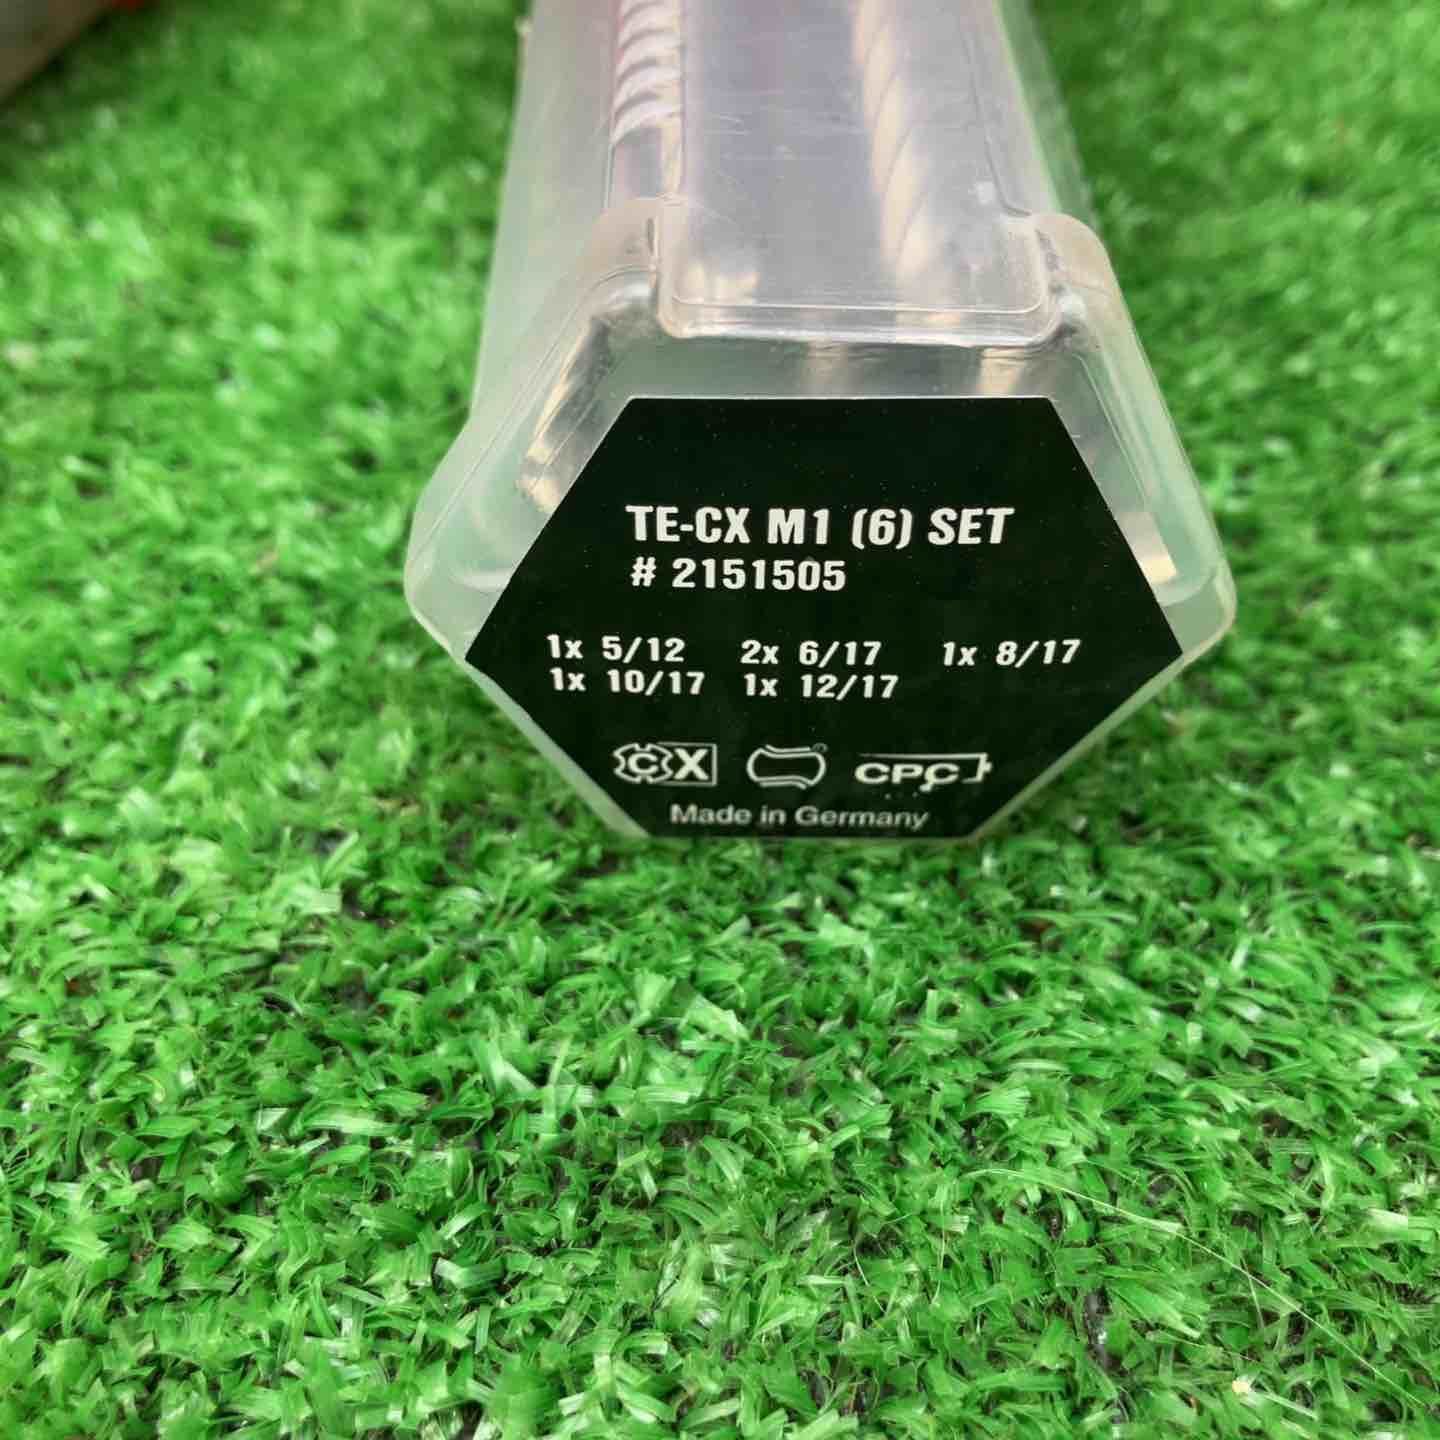 TE-CX M1 (6) SET
# 2151505
1x 5/12 2x 6/17 1x 8/17
1x 10/17 1x 12/17
CX CPC
Made in Germany